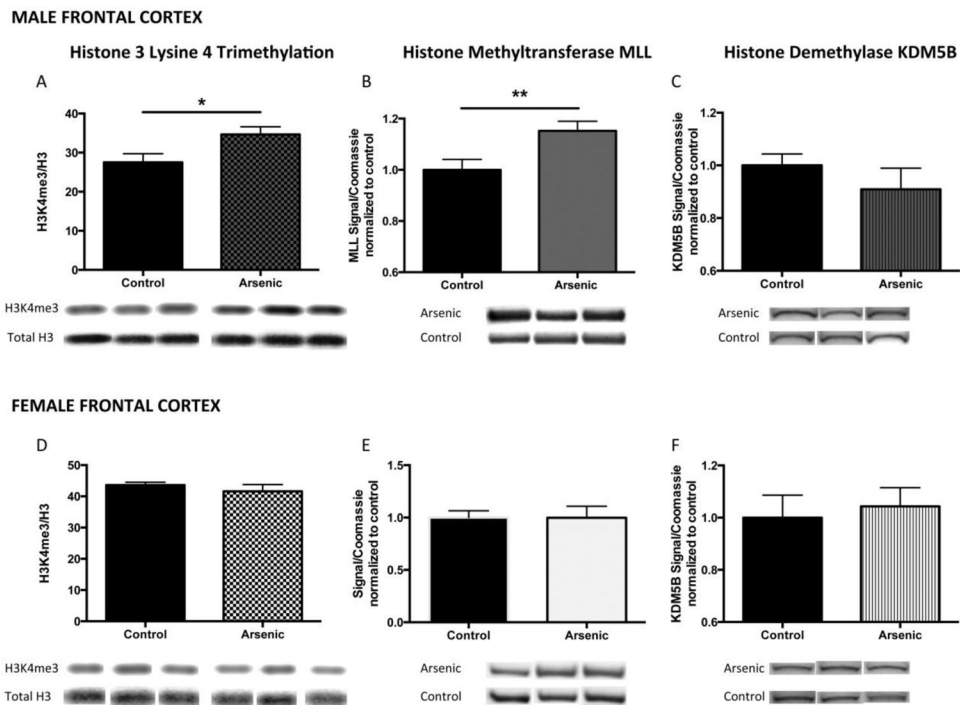 MALE FRONTAL CORTEX
Histone 3 Lysine 4 Trimethylation
Histone Methyltransferase MLL
Histone Demethylase KDM5B
A
*
H3K4me3/H3
40
30
20
10
0
Control
Arsenic
H3K4me3
Total H3
B
**
MLL Signal/Coomassie
normalized to control
1.2
1.0
0.8
0.6
Control
Arsenic
Arsenic
Control
C
KDM5B Signal/Coomassie
normalized to control
1.2
1.0
0.8
0.6
Control
Arsenic
Arsenic
Control
FEMALE FRONTAL CORTEX
D
H3K4me3/H3
50
40
30
20
10
0
Control
Arsenic
H3K4me3
Total H3
E
Signal/Coomassie
normalized to control
1.5
1.0
0.5
0.0
Control
Arsenic
Arsenic
Control
F
KDM5B Signal/Coomassie
normalized to control
1.2
1.0
0.8
0.6
Control
Arsenic
Arsenic
Control